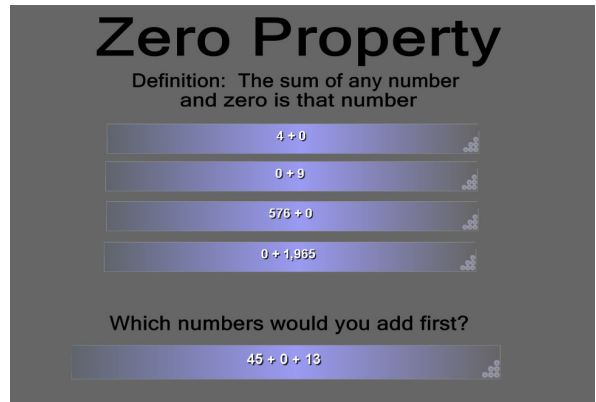 Zero Property
Definition:  The sum of any number
and zero is that number
4 + 0
0 + 9
576 + 0
0 + 1,965
Which numbers would you add first?
45 + 0 + 13